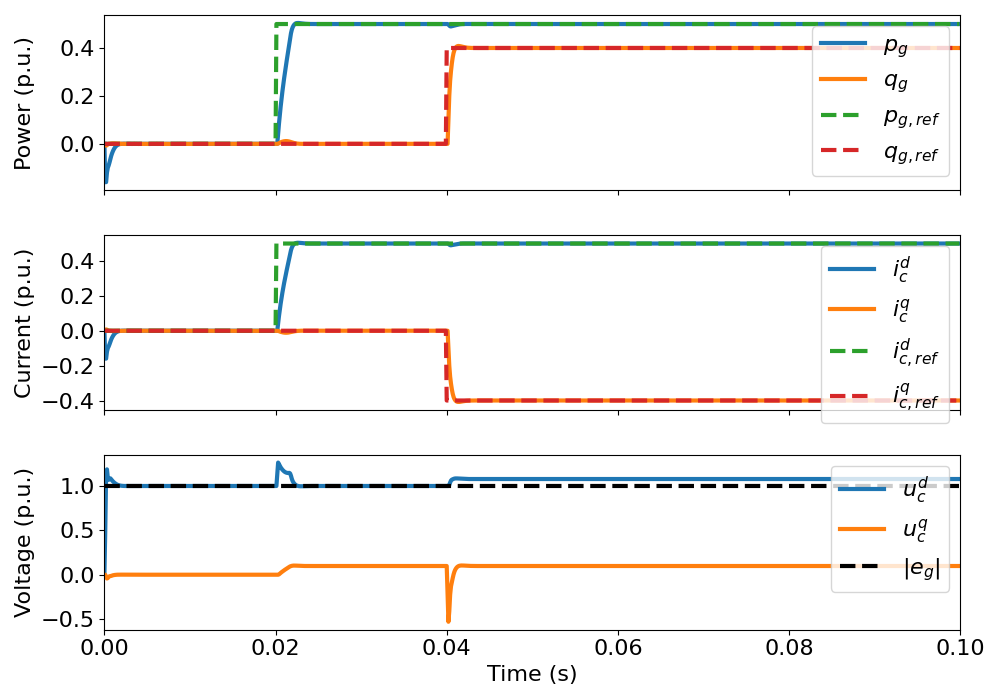 Power (p.u.)
0.4
0.2
0.0
p_g
q_g
p_{g,ref}
q_{g,ref}
Current (p.u.)
0.4
0.2
0.0
−0.2
−0.4
i_c^d
i_c^q
i_{c,ref}^d
i_{c,ref}^q
Voltage (p.u.)
1.0
0.5
0.0
−0.5
u_c^d
u_c^q
|e_g|
0.00 0.02 0.04 0.06 0.08 0.10
Time (s)